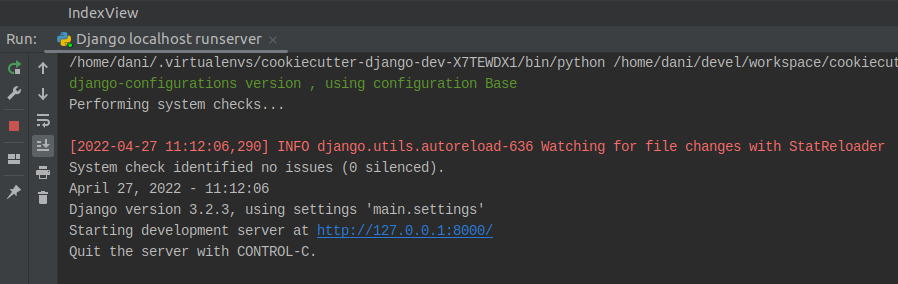 IndexView
Run: Django localhost runserver ×
/home/dani/.virtualenvs/cookiecutter-django-dev-X7TEWDX1/bin/python /home/dani/devel/workspace/cookiecut
django-configurations version , using configuration Base
Performing system checks...
[2022-04-27 11:12:06,290] INFO django.utils.autoreload-636 Watching for file changes with StatReloader
System check identified no issues (0 silenced).
April 27, 2022 - 11:12:06
Django version 3.2.3, using settings 'main.settings'
Starting development server at http://127.0.0.1:8000/
Quit the server with CONTROL-C.